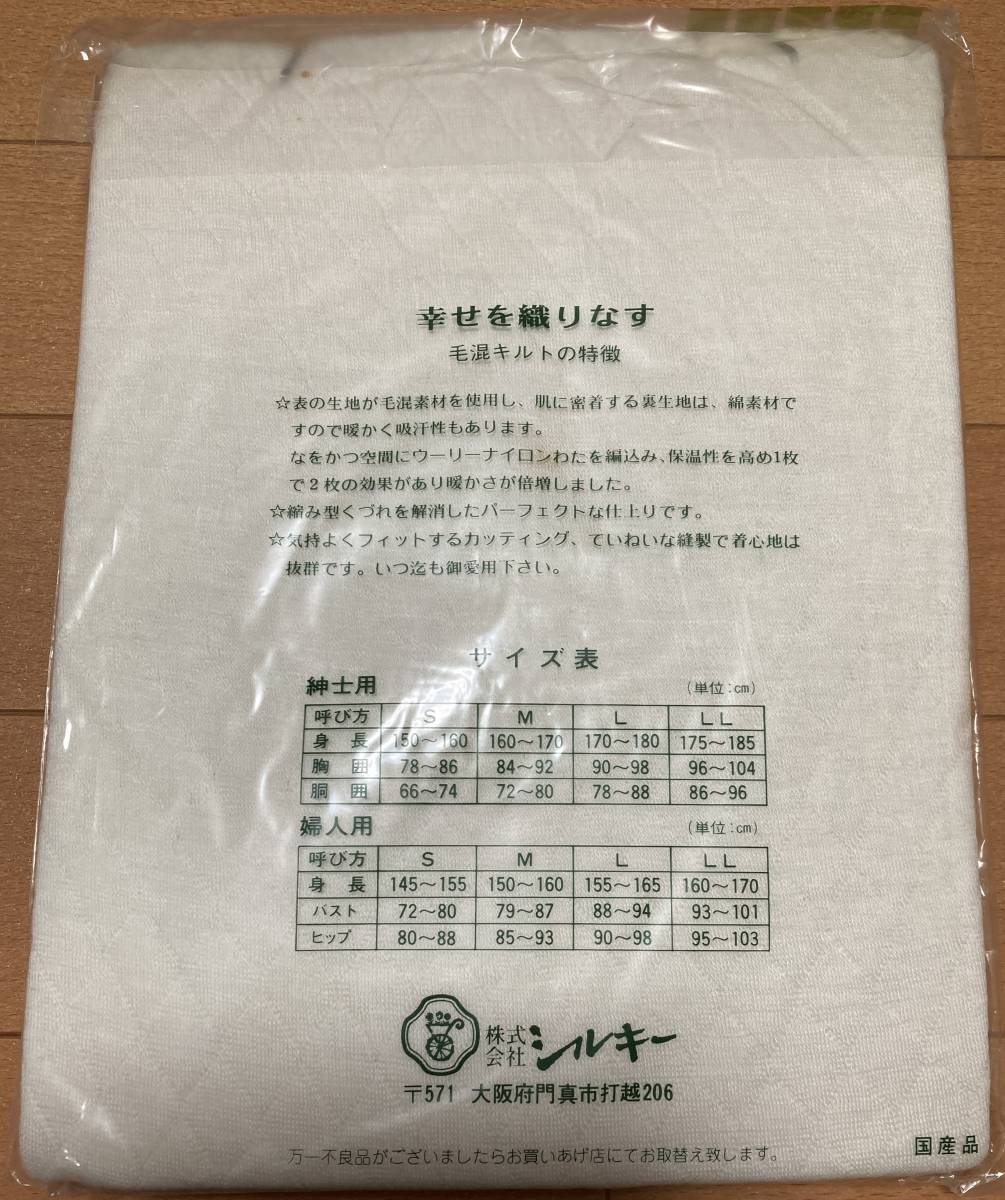 幸せを織りなす
毛混キルトの特徴
☆表の生地が毛混素材を使用し、肌に密着する裏生地は、綿素材で
すので暖かく吸汗性もあります。
なをかつ空間にウーリーナイロンわたを編込み、保温性を高め1枚
で2枚の効果があり暖かさが倍増しました。
☆縮み型くづれを解消したパーフェクトな仕上りです。
☆気持よくフィットするカッティング、ていねいな縫製で着心地は
抜群です。いつ迄も御愛用下さい。
サイズ表
紳士用 (単位:cm)
呼び方 S M L LL
身長 150〜160 160〜170 170〜180 175〜185
胸囲 78〜86 84〜92 90〜98 96〜104
胴囲 66〜74 72〜80 78〜88 86〜96
婦人用 (単位:cm)
呼び方 S M L LL
身長 145〜155 150〜160 155〜165 160〜170
バスト 72〜80 79〜87 88〜94 93〜101
ヒップ 80〜88 85〜93 90〜98 95〜103
株式会社シルキー
〒571 大阪府門真市打越206
国産品
万一不良品がございましたらお買いあげ店にてお取替え致します。